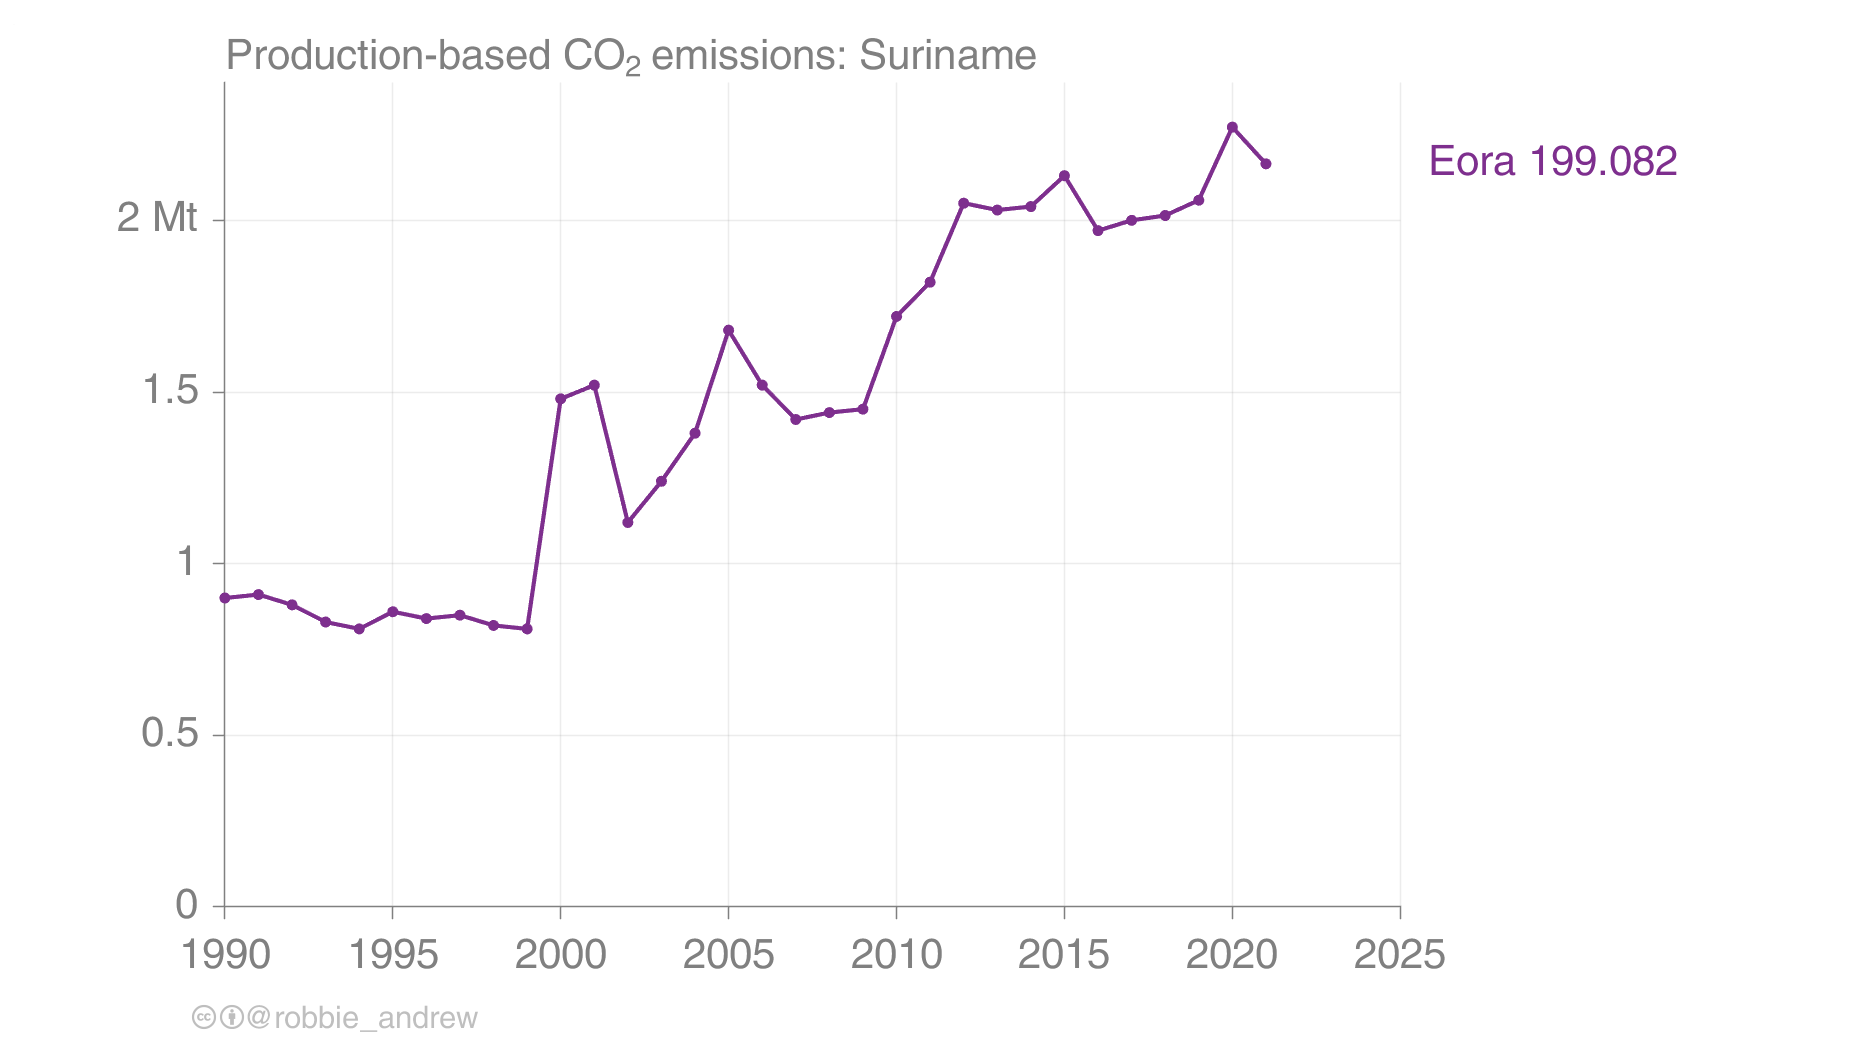 Production-based CO₂ emissions: Suriname
Eora 199.082
2 Mt
1.5
1
0.5
0
1990 1995 2000 2005 2010 2015 2020 2025
@robbie_andrew